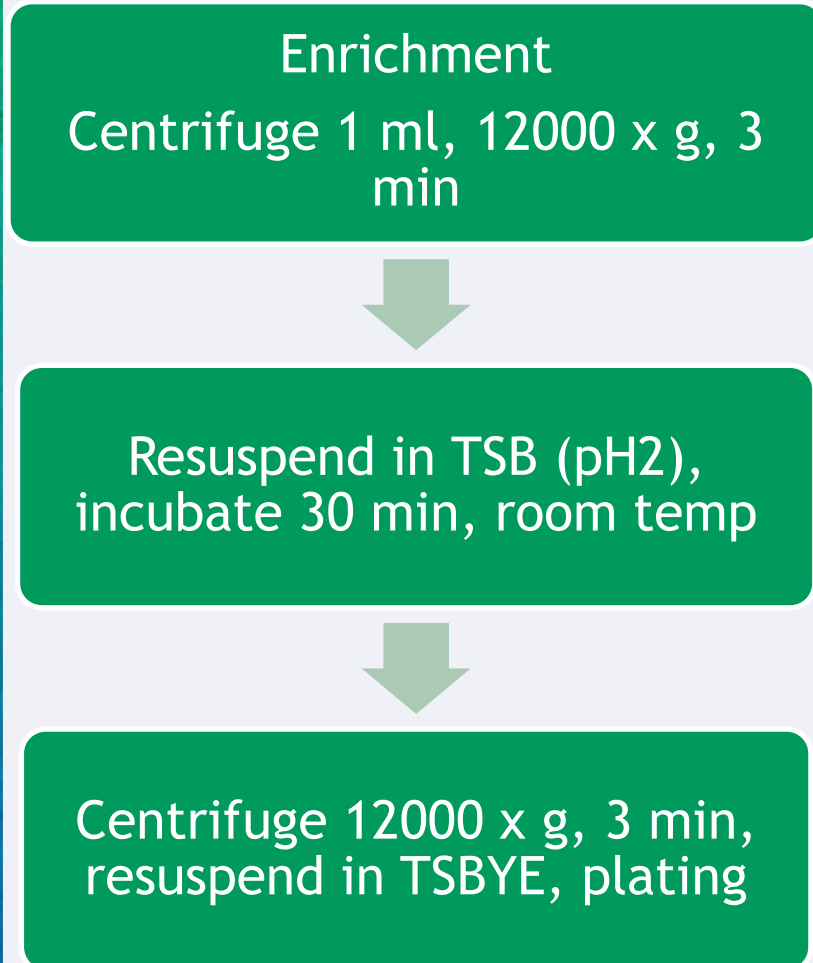 Enrichment
Centrifuge 1 ml, 12000 x g, 3
min
Resuspend in TSB (pH2),
incubate 30 min, room temp
Centrifuge 12000 x g, 3 min,
resuspend in TSBYE, plating